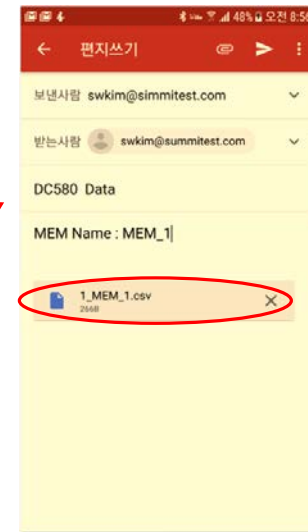 48% 오전 8:56
편지쓰기
보낸사람 swkim@simmitest.com
받는사람 swkim@summitest.com
DC580 Data
MEM Name : MEM_1
1_MEM_1.csv
266B